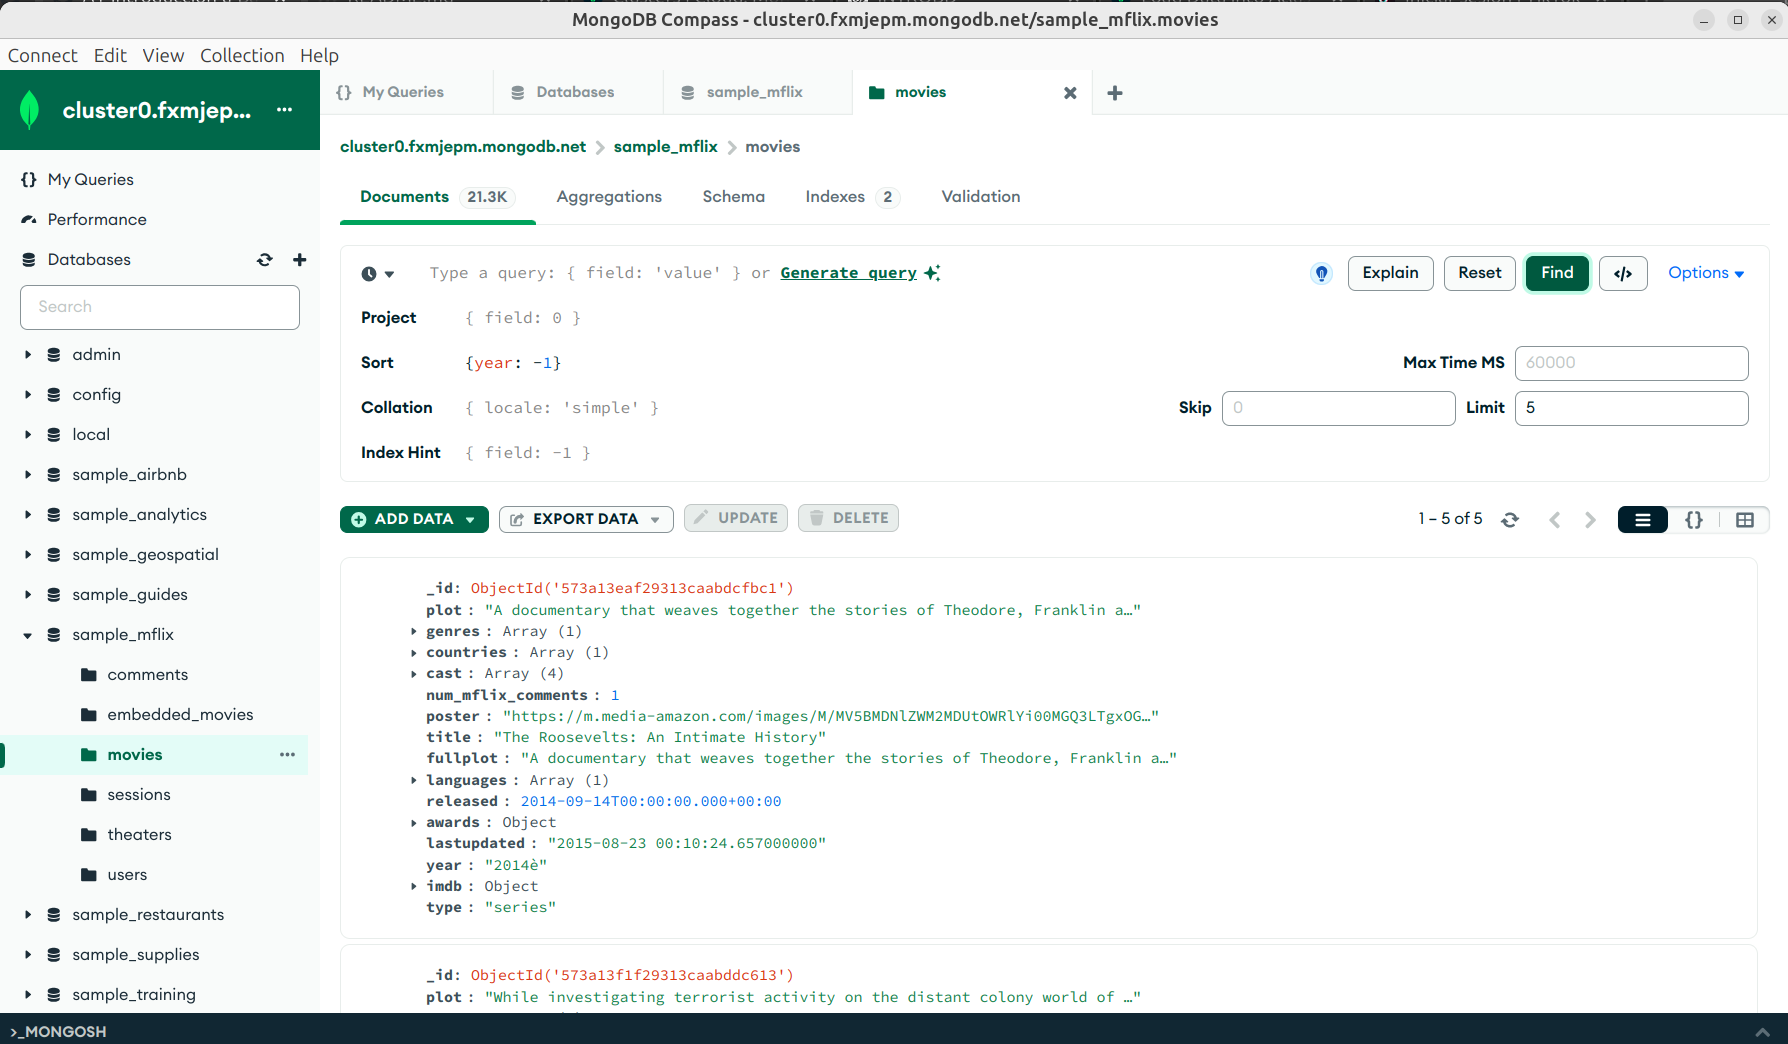 MongoDB Compass - cluster0.fxmjepm.mongodb.net/sample_mflix.movies
Connect Edit View Collection Help
cluster0.fxmjep... ...
{} My Queries
Performance
Databases
Search
admin
config
local
sample_airbnb
sample_analytics
sample_geospatial
sample_guides
sample_mflix
comments
embedded_movies
movies ...
sessions
theaters
users
sample_restaurants
sample_supplies
sample_training
{} My Queries Databases sample_mflix movies
cluster0.fxmjepm.mongodb.net > sample_mflix > movies
Documents 21.3K Aggregations Schema Indexes 2 Validation
Type a query: { field: 'value' } or Generate query Explain Reset Find </> Options
Project { field: 0 }
Sort {year: -1} Max Time MS 60000
Collation { locale: 'simple' } Skip 0 Limit 5
Index Hint { field: -1 }
ADD DATA EXPORT DATA UPDATE DELETE 1 – 5 of 5 {}
_id: ObjectId('573a13eaf29313caabdcfbc1')
plot : "A documentary that weaves together the stories of Theodore, Franklin a…"
genres : Array (1)
countries : Array (1)
cast : Array (4)
num_mflix_comments : 1
poster : "https://m.media-amazon.com/images/M/MV5BMDNlZWM2MDUtOWRlYi00MGQ3LTgxOG…"
title : "The Roosevelts: An Intimate History"
fullplot : "A documentary that weaves together the stories of Theodore, Franklin a…"
languages : Array (1)
released : 2014-09-14T00:00:00.000+00:00
awards : Object
lastupdated : "2015-08-23 00:10:24.657000000"
year : "2014è"
imdb : Object
type : "series"
_id: ObjectId('573a13f1f29313caabddc613')
plot : "While investigating terrorist activity on the distant colony world of …"
>_MONGOSH